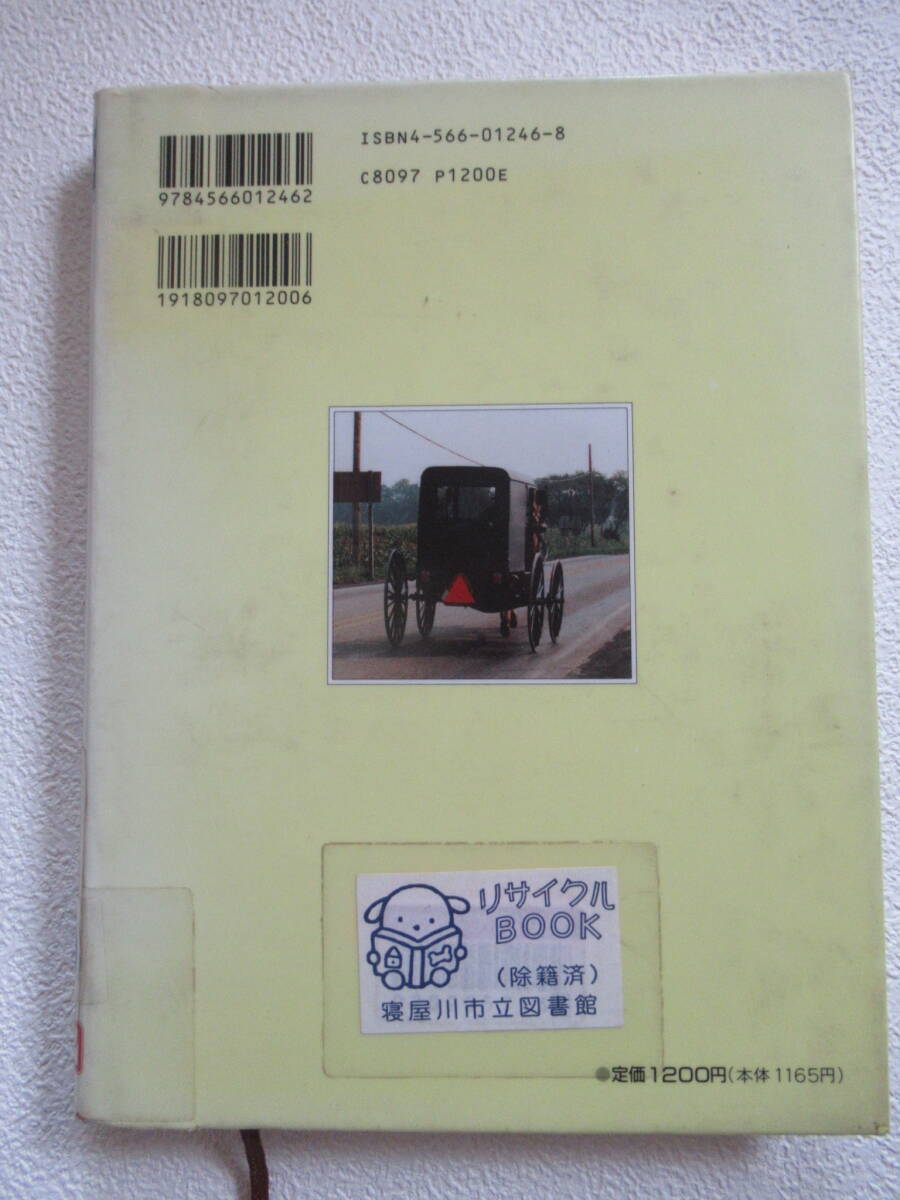 9784566012462
ISBN4-566-01246-8
C8097 P1200E
1918097012006
リサイクル
BOOK
（除籍済）
寝屋川市立図書館
●定価1200円（本体1165円）